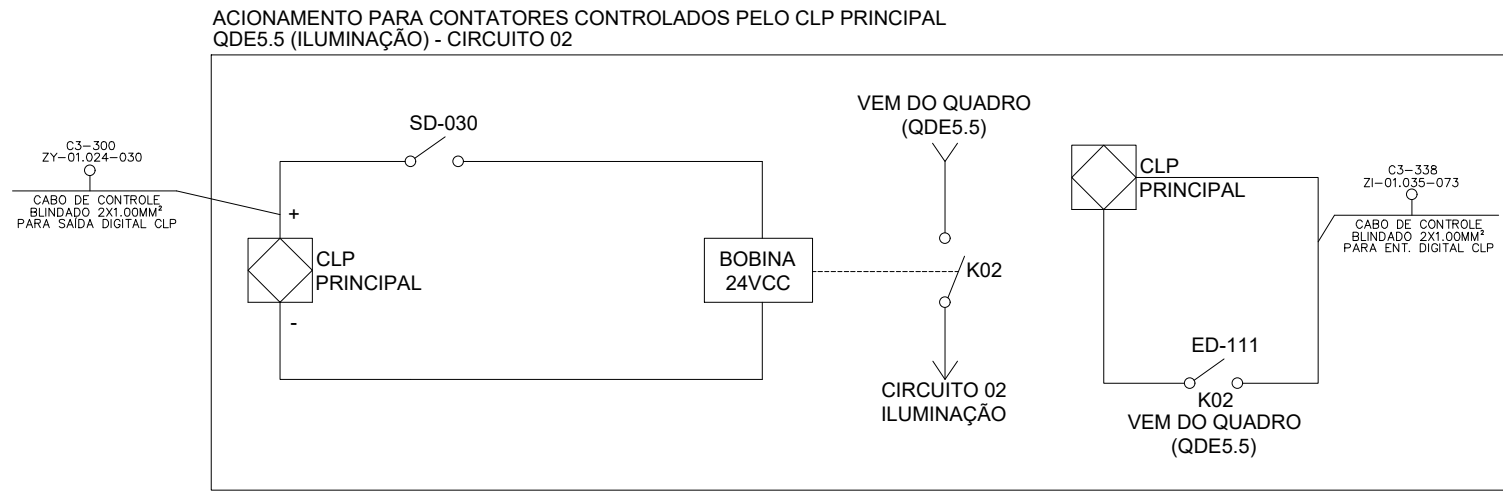 ACIONAMENTO PARA CONTATORES CONTROLADOS PELO CLP PRINCIPAL
QDE5.5 (ILUMINAÇÃO) - CIRCUITO 02
C3-300
ZY-01.024-030
CABO DE CONTROLE
BLINDADO 2X1.00MM²
PARA SAÍDA DIGITAL CLP
SD-030
+
CLP
PRINCIPAL
-
BOBINA
24VCC
VEM DO QUADRO
(QDE5.5)
K02
CIRCUITO 02
ILUMINAÇÃO
CLP
PRINCIPAL
ED-111
K02
VEM DO QUADRO
(QDE5.5)
C3-338
ZI-01.035-073
CABO DE CONTROLE
BLINDADO 2X1.00MM²
PARA ENT. DIGITAL CLP